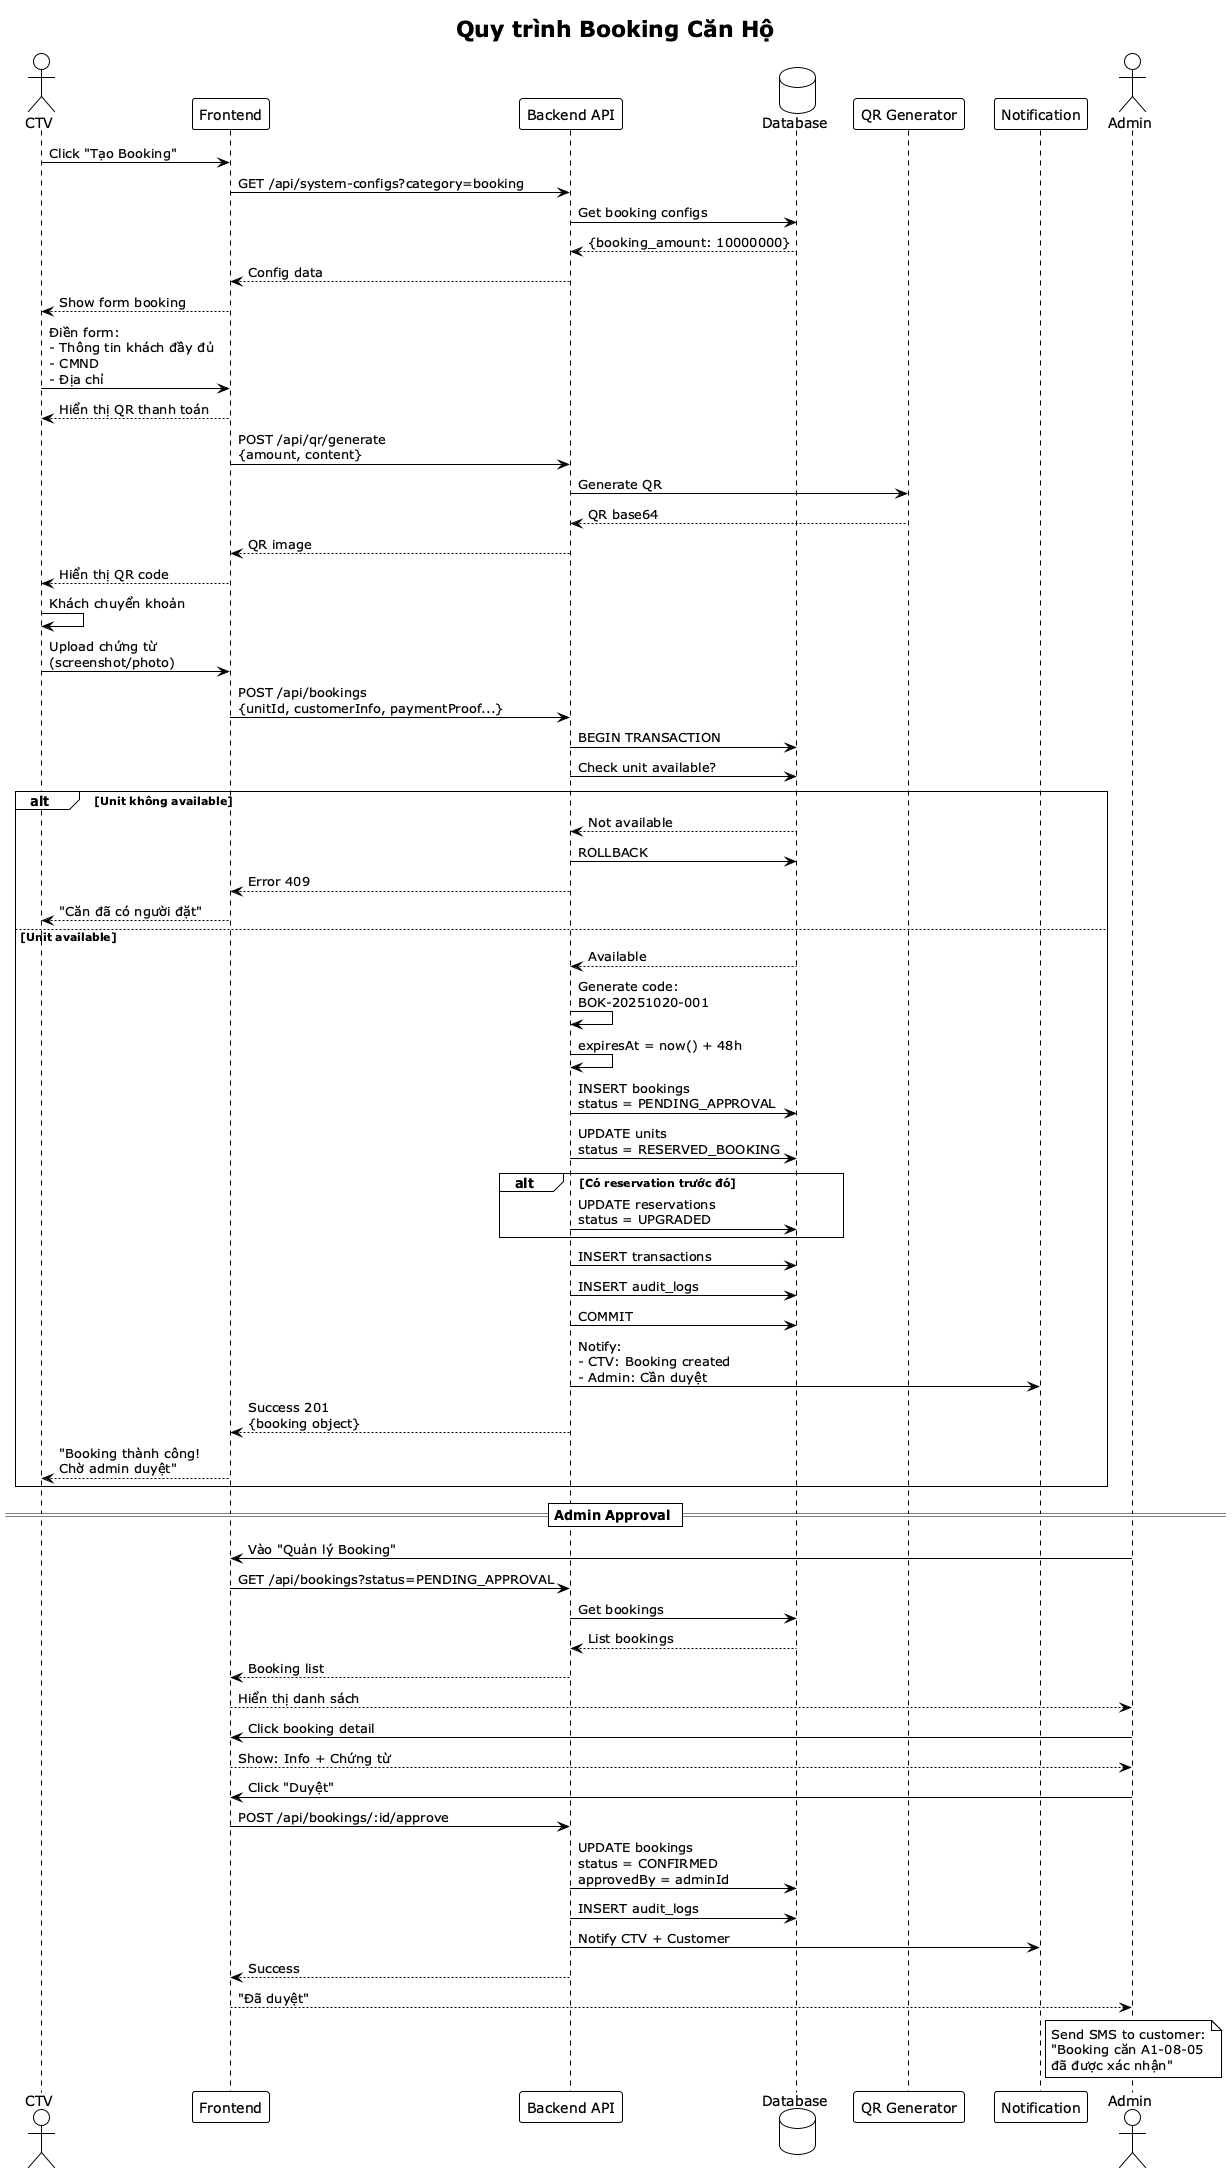 Quy trình Booking Căn Hộ
CTV
Frontend
Backend API
Database
QR Generator
Notification
Admin
Click "Tạo Booking"
GET /api/system-configs?category=booking
Get booking configs
{booking_amount: 10000000}
Config data
Show form booking
Điền form:
- Thông tin khách đầy đủ
- CMND
- Địa chỉ
Hiển thị QR thanh toán
POST /api/qr/generate
{amount, content}
Generate QR
QR base64
QR image
Hiển thị QR code
Khách chuyển khoản
Upload chứng từ
(screenshot/photo)
POST /api/bookings
{unitId, customerInfo, paymentProof...}
BEGIN TRANSACTION
Check unit available?
alt [Unit không available]
Not available
ROLLBACK
Error 409
"Căn đã có người đặt"
[Unit available]
Available
Generate code:
BOK-20251020-001
expiresAt = now() + 48h
INSERT bookings
status = PENDING_APPROVAL
UPDATE units
status = RESERVED_BOOKING
alt [Có reservation trước đó]
UPDATE reservations
status = UPGRADED
INSERT transactions
INSERT audit_logs
COMMIT
Notify:
- CTV: Booking created
- Admin: Cần duyệt
Success 201
{booking object}
"Booking thành công!
Chờ admin duyệt"
Admin Approval
Vào "Quản lý Booking"
GET /api/bookings?status=PENDING_APPROVAL
Get bookings
List bookings
Booking list
Hiển thị danh sách
Click booking detail
Show: Info + Chứng từ
Click "Duyệt"
POST /api/bookings/:id/approve
UPDATE bookings
status = CONFIRMED
approvedBy = adminId
INSERT audit_logs
Notify CTV + Customer
Success
"Đã duyệt"
Send SMS to customer:
"Booking căn A1-08-05
đã được xác nhận"
CTV
Frontend
Backend API
Database
QR Generator
Notification
Admin